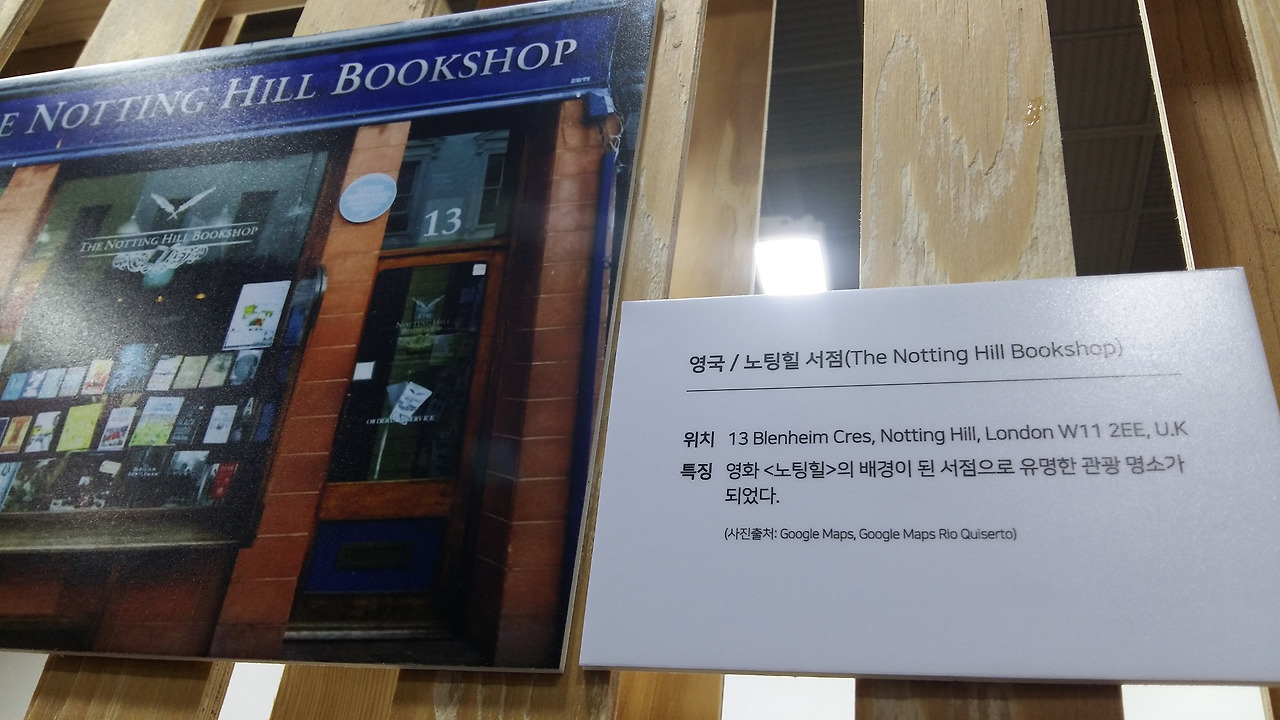 E NOTTING HILL BOOKSHOP
THE NOTTING HILL BOOKSHOP
13
영국 / 노팅힐 서점(The Notting Hill Bookshop)
위치 13 Blenheim Cres, Notting Hill, London W11 2EE, U.K
특징 영화 <노팅힐>의 배경이 된 서점으로 유명한 관광 명소가
되었다.
(사진출처: Google Maps, Google Maps Rio Quiserto)